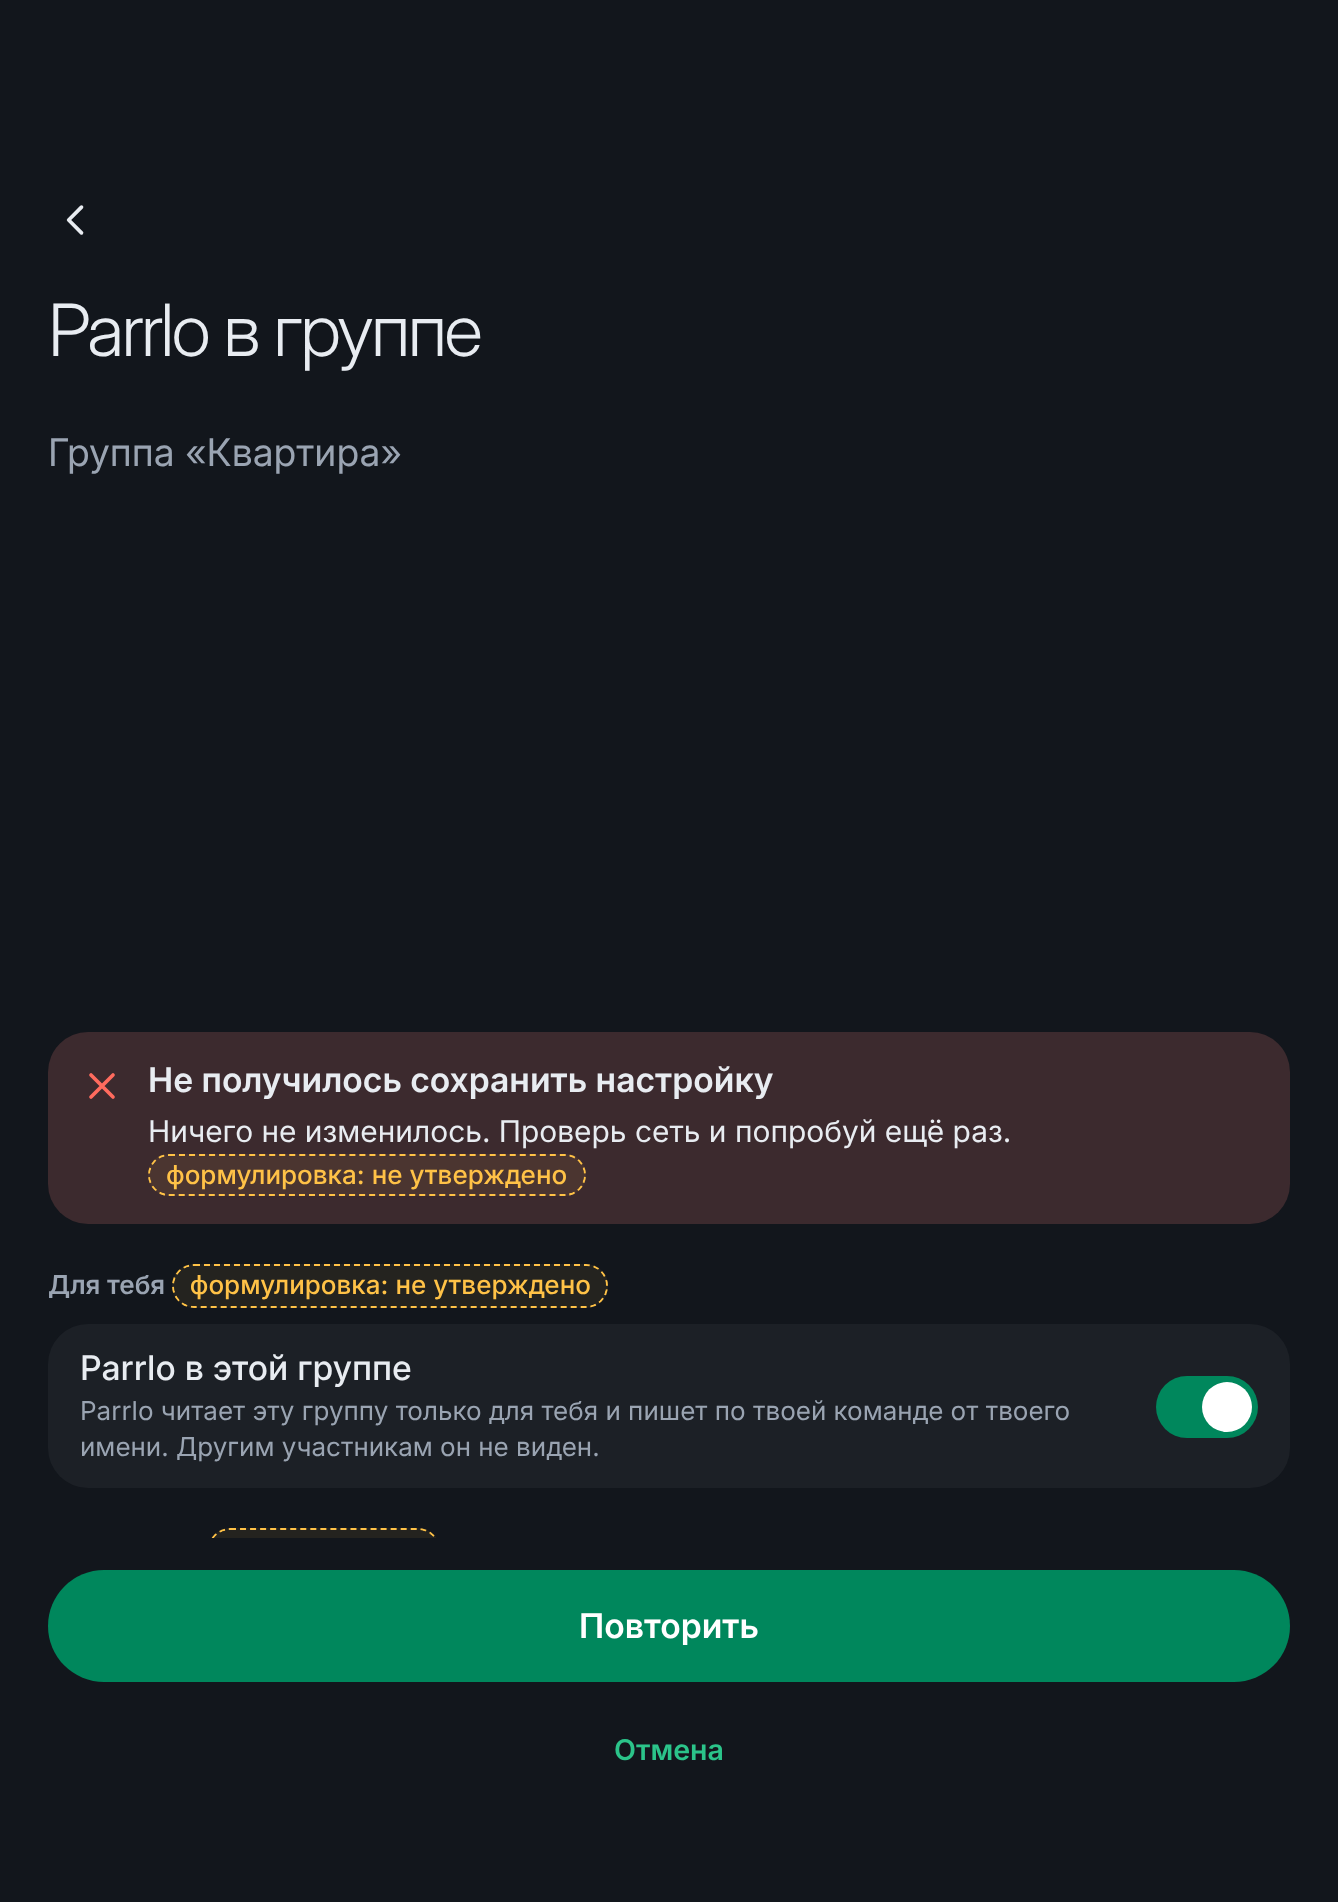 Parrlo в группе
Группа «Квартира»
Не получилось сохранить настройку
Ничего не изменилось. Проверь сеть и попробуй ещё раз.
формулировка: не утверждено
Для тебя формулировка: не утверждено
Parrlo в этой группе
Parrlo читает эту группу только для тебя и пишет по твоей команде от твоего
имени. Другим участникам он не виден.
Повторить
Отмена